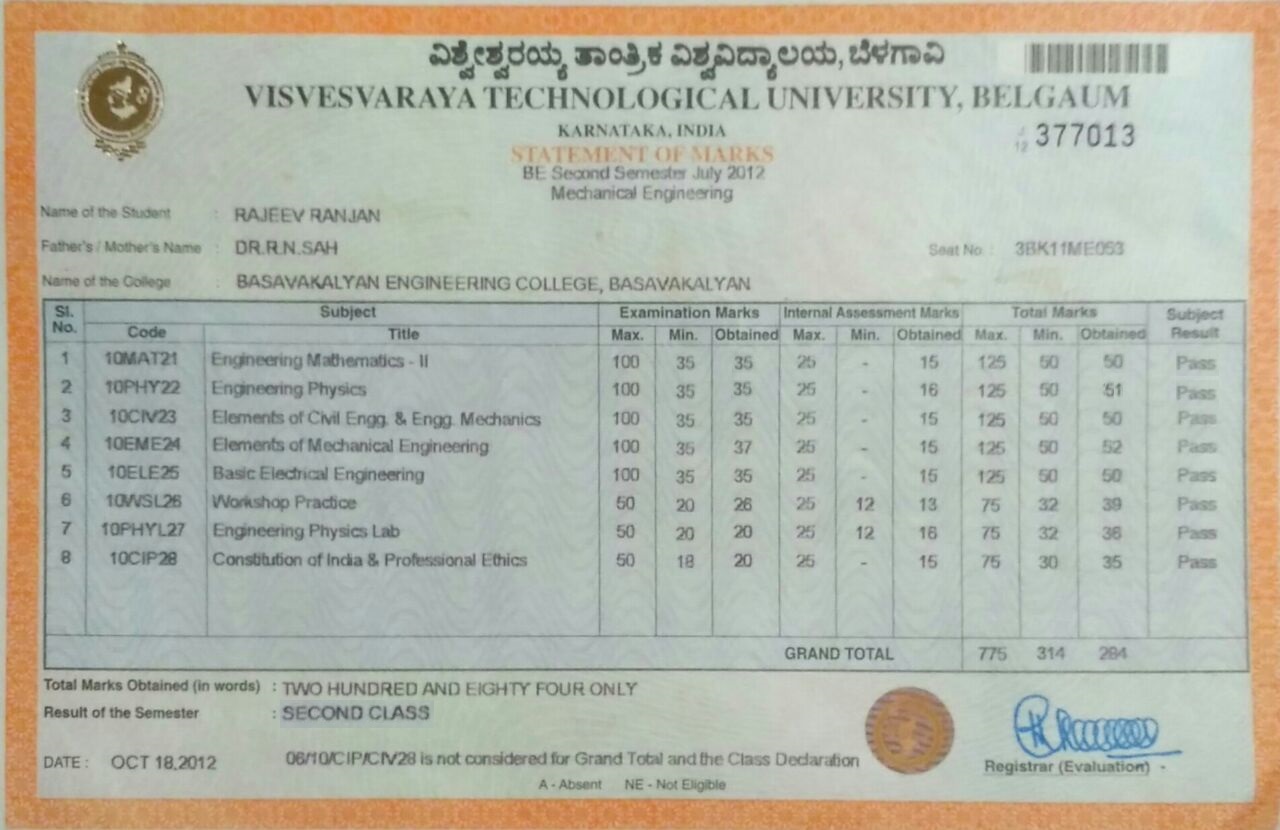 ವಿಶ್ವೇಶ್ವರಯ್ಯ ತಾಂತ್ರಿಕ ವಿಶ್ವವಿದ್ಯಾಲಯ, ಬೆಳಗಾವಿ
VISVESVARAYA TECHNOLOGICAL UNIVERSITY, BELGAUM
KARNATAKA, INDIA
J 12 377013
STATEMENT OF MARKS
BE Second Semester July 2012
Mechanical Engineering
Name of the Student : RAJEEV RANJAN
Father's / Mother's Name : DR.R.N.SAH Seat No. : 3BK11ME053
Name of the College : BASAVAKALYAN ENGINEERING COLLEGE, BASAVAKALYAN
Sl. No. Subject Examination Marks Internal Assessment Marks Total Marks Subject Result
Code Title Max. Min. Obtained Max. Min. Obtained Max. Min. Obtained
1 10MAT21 Engineering Mathematics - II 100 35 35 25 - 15 125 50 50 Pass
2 10PHY22 Engineering Physics 100 35 35 25 - 16 125 50 51 Pass
3 10CIV23 Elements of Civil Engg. & Engg. Mechanics 100 35 35 25 - 15 125 50 50 Pass
4 10EME24 Elements of Mechanical Engineering 100 35 37 25 - 15 125 50 52 Pass
5 10ELE25 Basic Electrical Engineering 100 35 35 25 - 15 125 50 50 Pass
6 10WSL26 Workshop Practice 50 20 26 25 12 13 75 32 39 Pass
7 10PHYL27 Engineering Physics Lab 50 20 20 25 12 16 75 32 36 Pass
8 10CIP28 Constitution of India & Professional Ethics 50 18 20 25 - 15 75 30 35 Pass
GRAND TOTAL 775 314 284
Total Marks Obtained (in words) : TWO HUNDRED AND EIGHTY FOUR ONLY
Result of the Semester : SECOND CLASS
DATE : OCT 18,2012 06/10/CIP/CIV28 is not considered for Grand Total and the Class Declaration
Registrar (Evaluation)
A - Absent NE - Not Eligible